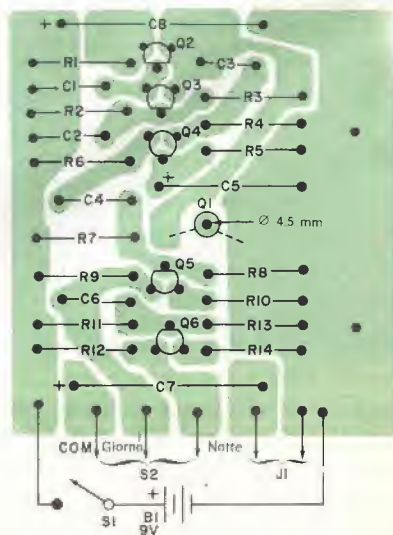 + C8
Q2
R1 C3
C1 Q3
R2 R3
C2 Q4 R4
R6 R5
+ C5
C4 Q1
Ø 4.5 mm
R7
R9 Q5 R8
C6 R10
R11 Q6 R13
R12 R14
+ C7
COM Giorno Notte
S2 J1
S1 + B1
9V